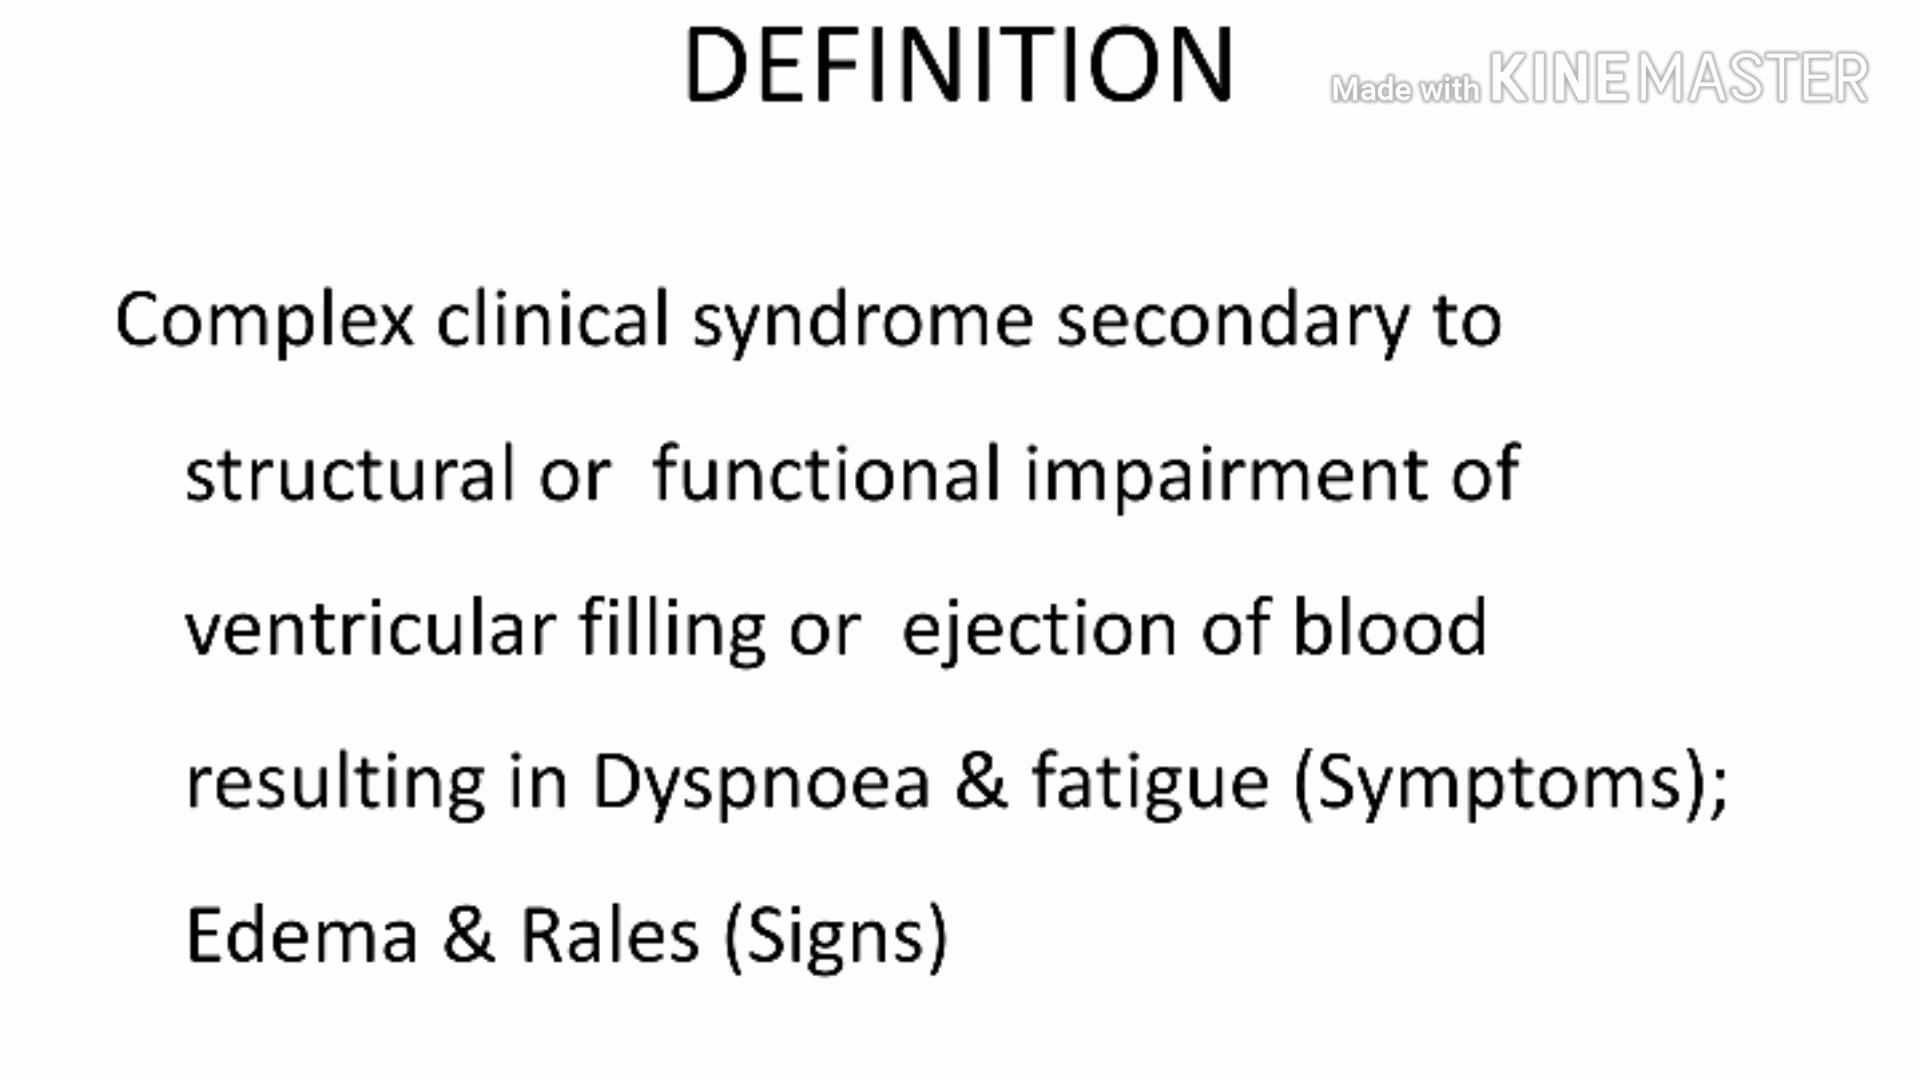 DEFINITION
Made with KINEMASTER
Complex clinical syndrome secondary to
structural or functional impairment of
ventricular filling or ejection of blood
resulting in Dyspnoea & fatigue (Symptoms);
Edema & Rales (Signs)